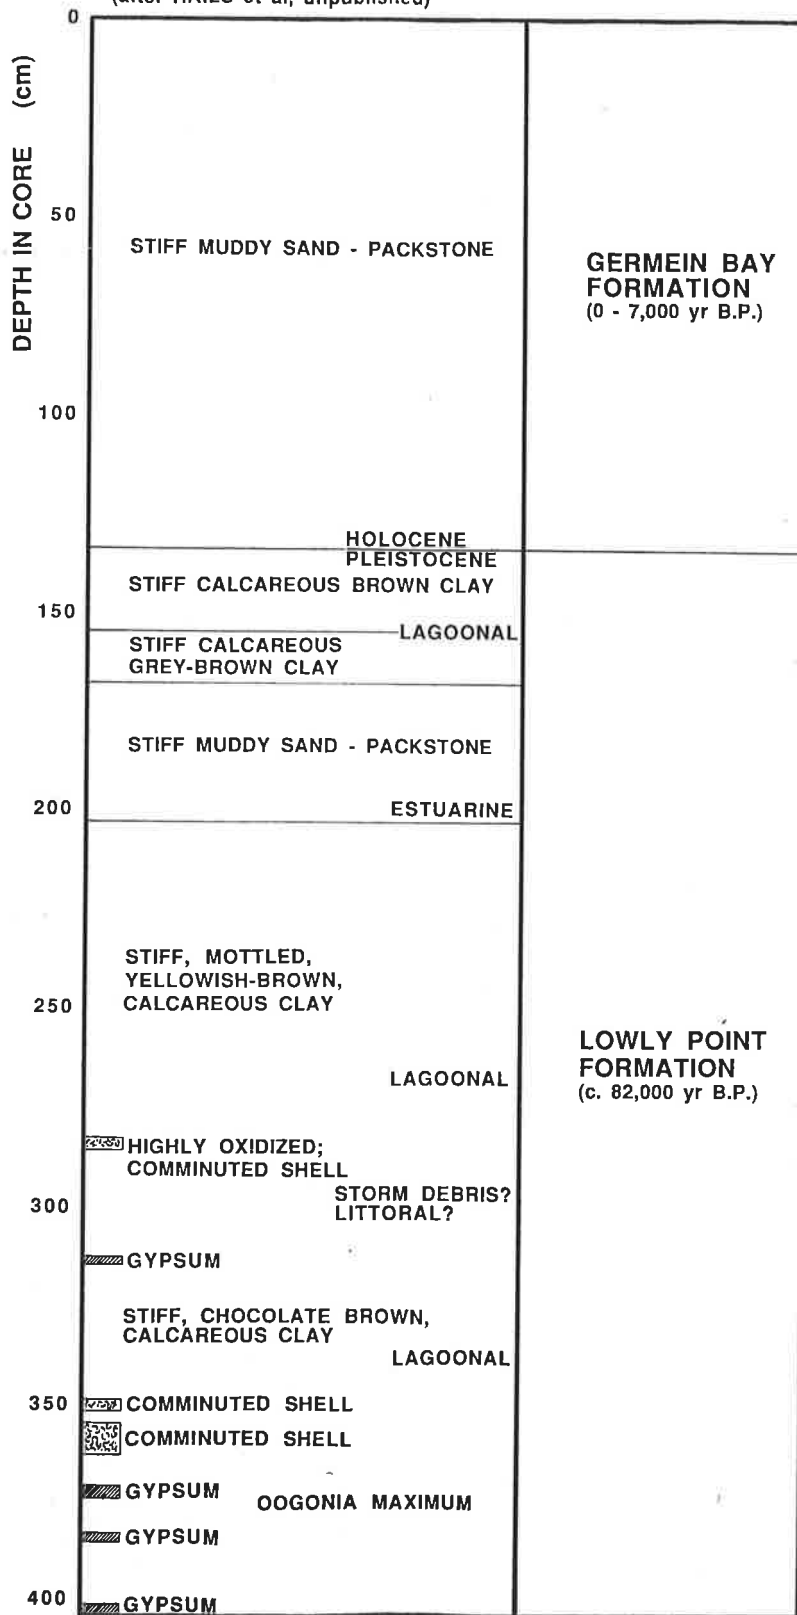 0
DEPTH IN CORE (cm)
50
STIFF MUDDY SAND - PACKSTONE
GERMEIN BAY
FORMATION
(0 - 7,000 yr B.P.)
100
HOLOCENE
PLEISTOCENE
STIFF CALCAREOUS BROWN CLAY
150
LAGOONAL
STIFF CALCAREOUS
GREY-BROWN CLAY
STIFF MUDDY SAND - PACKSTONE
200
ESTUARINE
STIFF, MOTTLED,
YELLOWISH-BROWN,
CALCAREOUS CLAY
250
LOWLY POINT
FORMATION
(c. 82,000 yr B.P.)
LAGOONAL
HIGHLY OXIDIZED;
COMMINUTED SHELL
STORM DEBRIS?
LITTORAL?
300
GYPSUM
STIFF, CHOCOLATE BROWN,
CALCAREOUS CLAY
LAGOONAL
350
COMMINUTED SHELL
COMMINUTED SHELL
GYPSUM
OOGONIA MAXIMUM
GYPSUM
400
GYPSUM